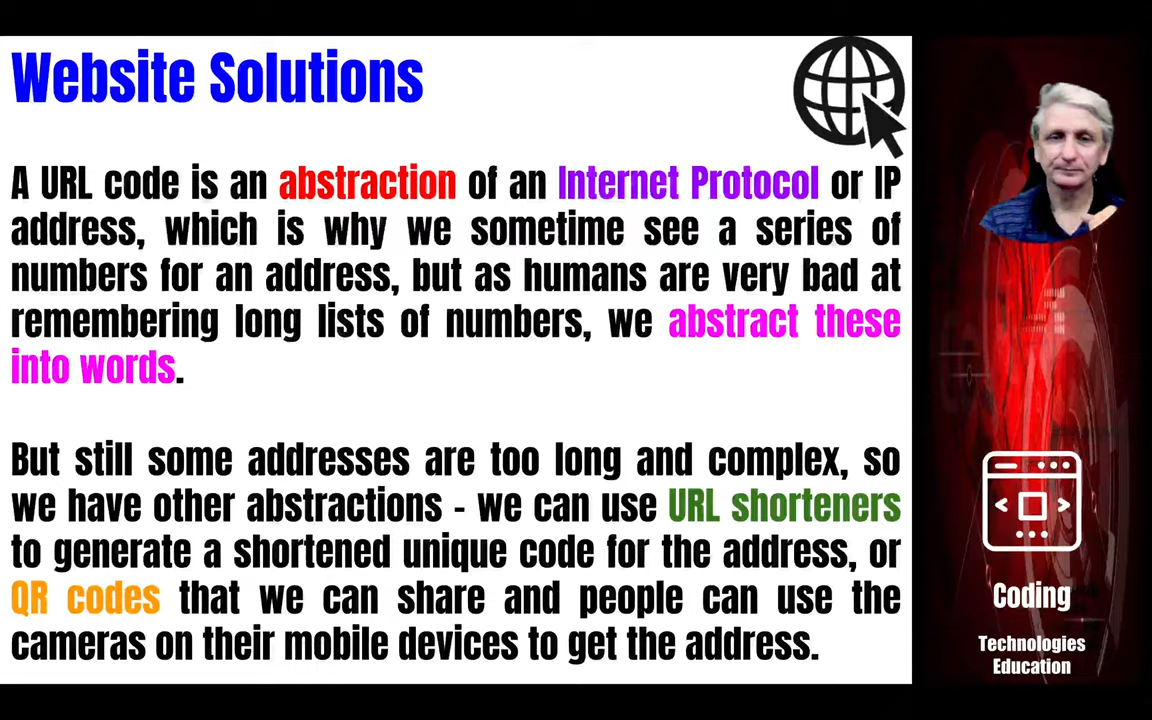 Website Solutions
A URL code is an abstraction of an Internet Protocol or IP
address, which is why we sometime see a series of
numbers for an address, but as humans are very bad at
remembering long lists of numbers, we abstract these
into words.
But still some addresses are too long and complex, so
we have other abstractions - we can use URL shorteners
to generate a shortened unique code for the address, or
QR codes that we can share and people can use the
cameras on their mobile devices to get the address.
Coding
Technologies
Education